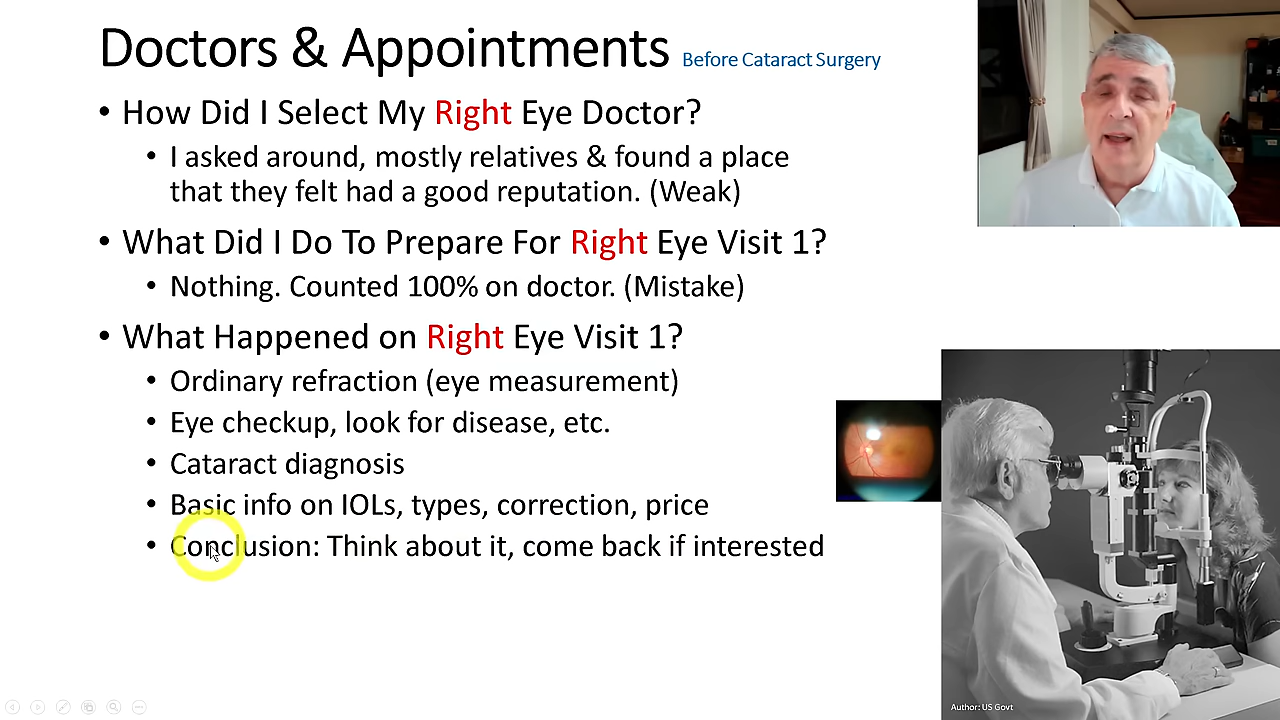 Doctors & Appointments Before Cataract Surgery
• How Did I Select My Right Eye Doctor?
• I asked around, mostly relatives & found a place
that they felt had a good reputation. (Weak)
• What Did I Do To Prepare For Right Eye Visit 1?
• Nothing. Counted 100% on doctor. (Mistake)
• What Happened on Right Eye Visit 1?
• Ordinary refraction (eye measurement)
• Eye checkup, look for disease, etc.
• Cataract diagnosis
• Basic info on IOLs, types, correction, price
• Conclusion: Think about it, come back if interested
Author: US Govt